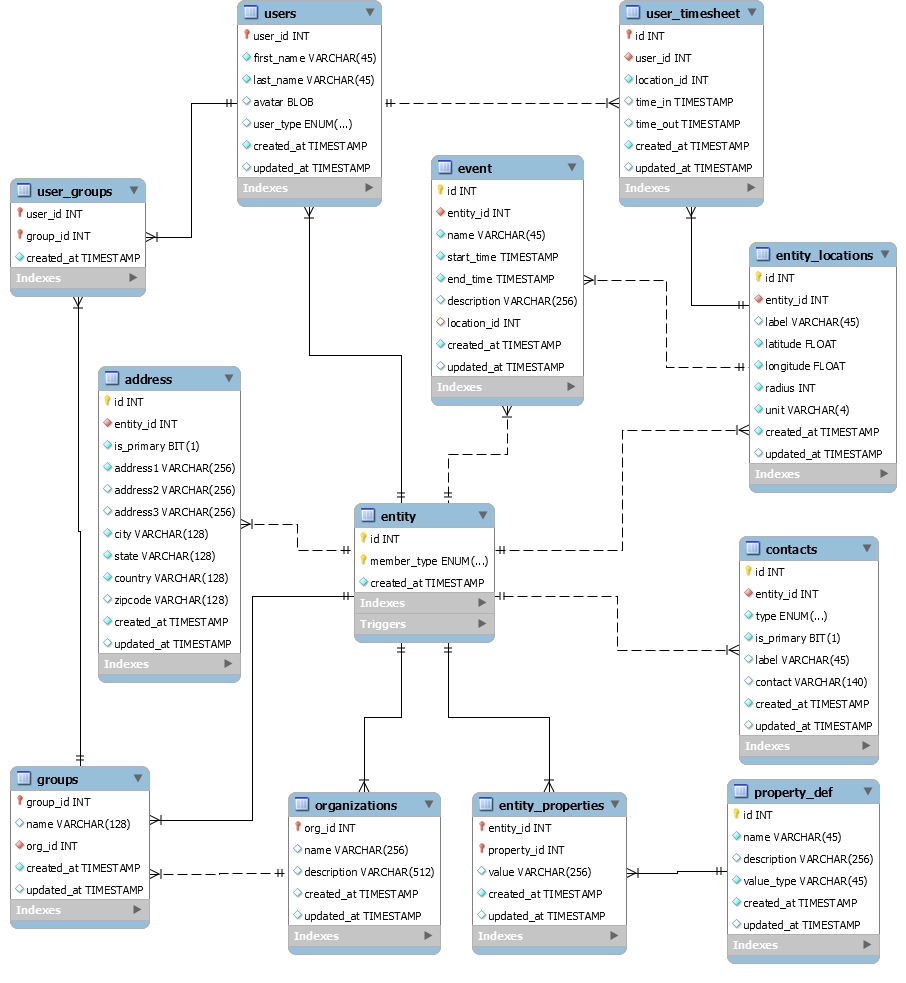 users
user_id INT
first_name VARCHAR(45)
last_name VARCHAR(45)
avatar BLOB
user_type ENUM(...)
created_at TIMESTAMP
updated_at TIMESTAMP
Indexes
user_timesheet
id INT
user_id INT
location_id INT
time_in TIMESTAMP
time_out TIMESTAMP
created_at TIMESTAMP
updated_at TIMESTAMP
Indexes
user_groups
user_id INT
group_id INT
created_at TIMESTAMP
Indexes
event
id INT
entity_id INT
name VARCHAR(45)
start_time TIMESTAMP
end_time TIMESTAMP
description VARCHAR(256)
location_id INT
created_at TIMESTAMP
updated_at TIMESTAMP
Indexes
entity_locations
id INT
entity_id INT
label VARCHAR(45)
latitude FLOAT
longitude FLOAT
radius INT
unit VARCHAR(4)
created_at TIMESTAMP
updated_at TIMESTAMP
Indexes
address
id INT
entity_id INT
is_primary BIT(1)
address1 VARCHAR(256)
address2 VARCHAR(256)
address3 VARCHAR(256)
city VARCHAR(128)
state VARCHAR(128)
country VARCHAR(128)
zipcode VARCHAR(128)
created_at TIMESTAMP
updated_at TIMESTAMP
Indexes
entity
id INT
member_type ENUM(...)
created_at TIMESTAMP
Indexes
Triggers
contacts
id INT
entity_id INT
type ENUM(...)
is_primary BIT(1)
label VARCHAR(45)
contact VARCHAR(140)
created_at TIMESTAMP
updated_at TIMESTAMP
Indexes
groups
group_id INT
name VARCHAR(128)
org_id INT
created_at TIMESTAMP
updated_at TIMESTAMP
Indexes
organizations
org_id INT
name VARCHAR(256)
description VARCHAR(512)
created_at TIMESTAMP
updated_at TIMESTAMP
Indexes
entity_properties
entity_id INT
property_id INT
value VARCHAR(256)
created_at TIMESTAMP
updated_at TIMESTAMP
Indexes
property_def
id INT
name VARCHAR(45)
description VARCHAR(256)
value_type VARCHAR(45)
created_at TIMESTAMP
updated_at TIMESTAMP
Indexes